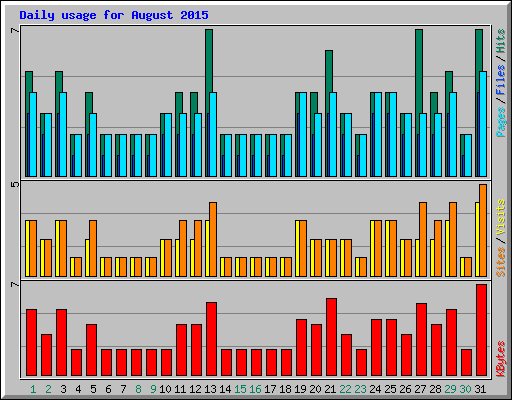 Daily usage for August 2015
7
Pages / Files / Hits
5
Sites / Visits
7
KBytes
1 2 3 4 5 6 7 8 9 10 11 12 13 14 15 16 17 18 19 20 21 22 23 24 25 26 27 28 29 30 31